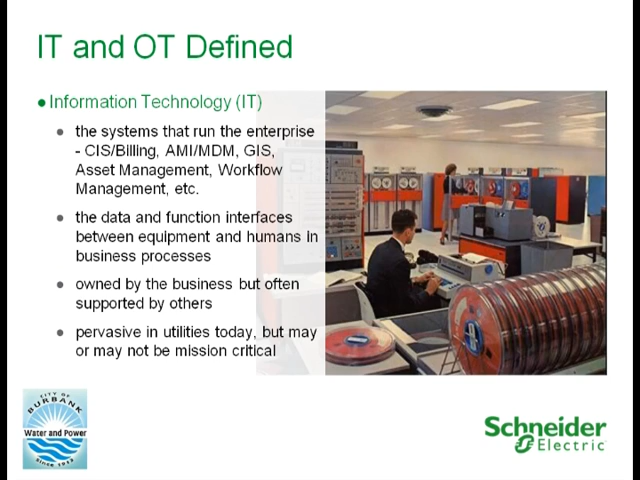 IT and OT Defined
● Information Technology (IT)
● the systems that run the enterprise
- CIS/Billing, AMI/MDM, GIS,
Asset Management, Workflow
Management, etc.
● the data and function interfaces
between equipment and humans in
business processes
● owned by the business but often
supported by others
● pervasive in utilities today, but may
or may not be mission critical
CITY OF
BURBANK
Water and Power
Since 1913
Schneider
Electric